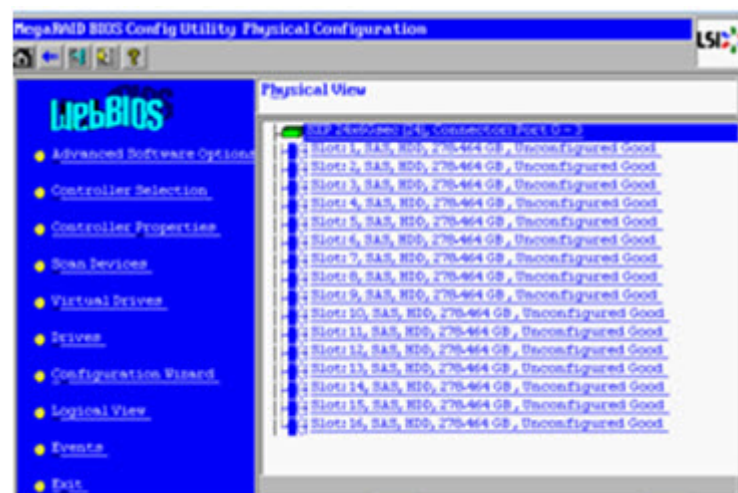 MegaRAID BIOS Config Utility Physical Configuration
LSI
WebBIOS
Advanced Software Options
Controller Selection
Controller Properties
Scan Devices
Virtual Drives
Drives
Configuration Wizard
Logical View
Events
Exit
Physical View
EXP 24x6Gsec [24], Connector: Port 0 - 3
Slot: 1, SAS, HDD, 278.464 GB, Unconfigured Good
Slot: 2, SAS, HDD, 278.464 GB, Unconfigured Good
Slot: 3, SAS, HDD, 278.464 GB, Unconfigured Good
Slot: 4, SAS, HDD, 278.464 GB, Unconfigured Good
Slot: 5, SAS, HDD, 278.464 GB, Unconfigured Good
Slot: 6, SAS, HDD, 278.464 GB, Unconfigured Good
Slot: 7, SAS, HDD, 278.464 GB, Unconfigured Good
Slot: 8, SAS, HDD, 278.464 GB, Unconfigured Good
Slot: 9, SAS, HDD, 278.464 GB, Unconfigured Good
Slot: 10, SAS, HDD, 278.464 GB, Unconfigured Good
Slot: 11, SAS, HDD, 278.464 GB, Unconfigured Good
Slot: 12, SAS, HDD, 278.464 GB, Unconfigured Good
Slot: 13, SAS, HDD, 278.464 GB, Unconfigured Good
Slot: 14, SAS, HDD, 278.464 GB, Unconfigured Good
Slot: 15, SAS, HDD, 278.464 GB, Unconfigured Good
Slot: 16, SAS, HDD, 278.464 GB, Unconfigured Good